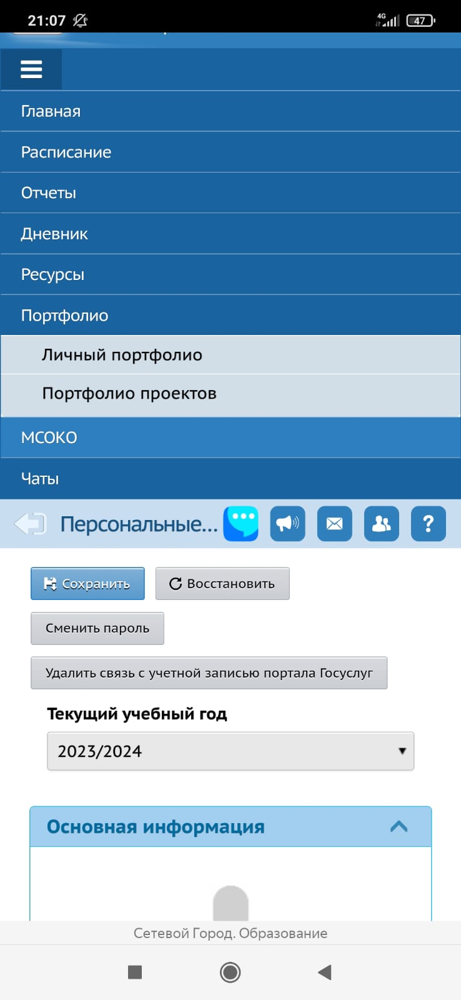 21:07 4G 47
Главная
Расписание
Отчеты
Дневник
Ресурсы
Портфолио
Личный портфолио
Портфолио проектов
МСОКО
Чаты
Персональные... ?
Сохранить Восстановить
Сменить пароль
Удалить связь с учетной записью портала Госуслуг
Текущий учебный год
2023/2024
Основная информация
Сетевой Город. Образование